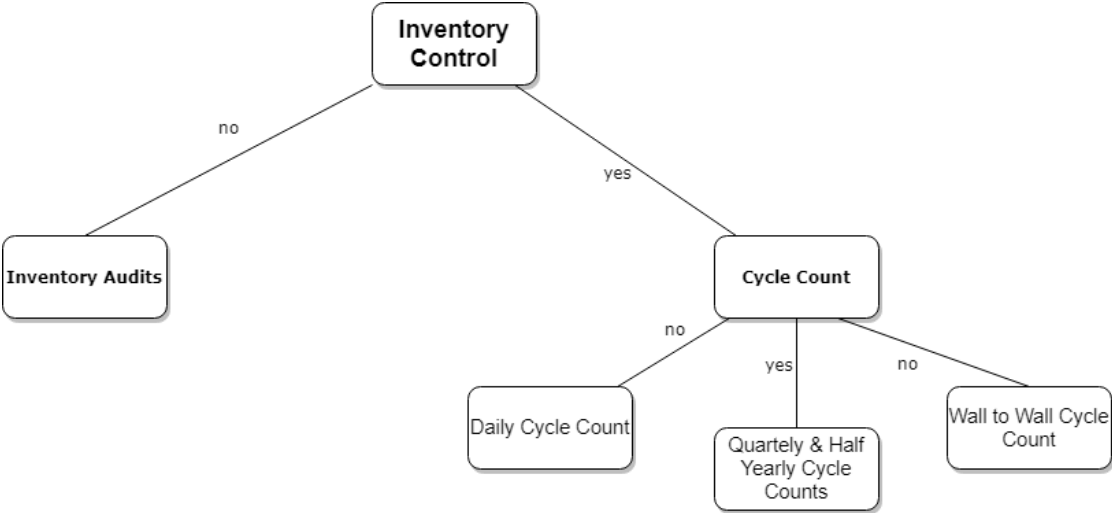 Inventory
Control
no
yes
Inventory Audits
Cycle Count
no
yes
no
Daily Cycle Count
Quartely & Half
Yearly Cycle
Counts
Wall to Wall Cycle
Count